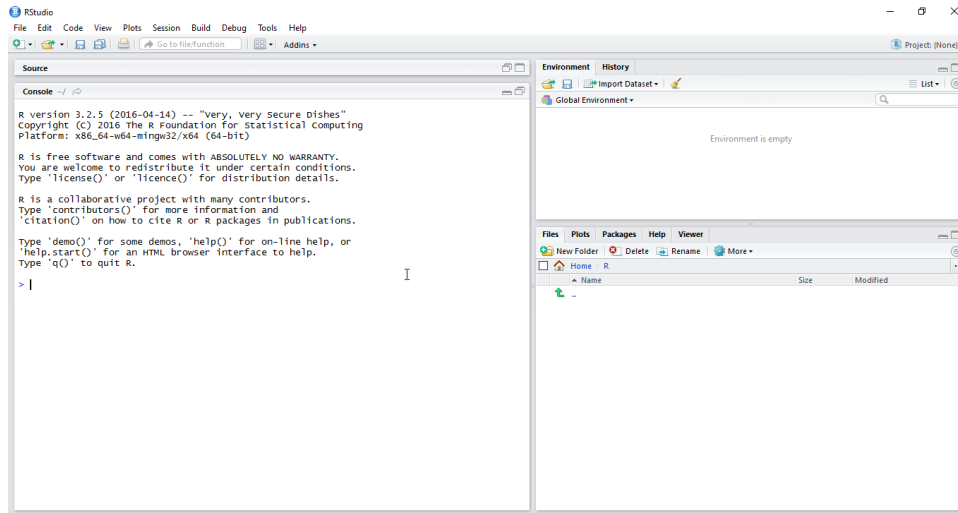 RStudio
File Edit Code View Plots Session Build Debug Tools Help
Go to file/function Addins Project: (None)
Source
Console ~/
R version 3.2.5 (2016-04-14) -- "Very, Very Secure Dishes"
Copyright (C) 2016 The R Foundation for Statistical Computing
Platform: x86_64-w64-mingw32/x64 (64-bit)
R is free software and comes with ABSOLUTELY NO WARRANTY.
You are welcome to redistribute it under certain conditions.
Type 'license()' or 'licence()' for distribution details.
R is a collaborative project with many contributors.
Type 'contributors()' for more information and
'citation()' on how to cite R or R packages in publications.
Type 'demo()' for some demos, 'help()' for on-line help, or
'help.start()' for an HTML browser interface to help.
Type 'q()' to quit R.
>
Environment History
Import Dataset List
Global Environment
Environment is empty
Files Plots Packages Help Viewer
New Folder Delete Rename More
Home R
Name Size Modified
..